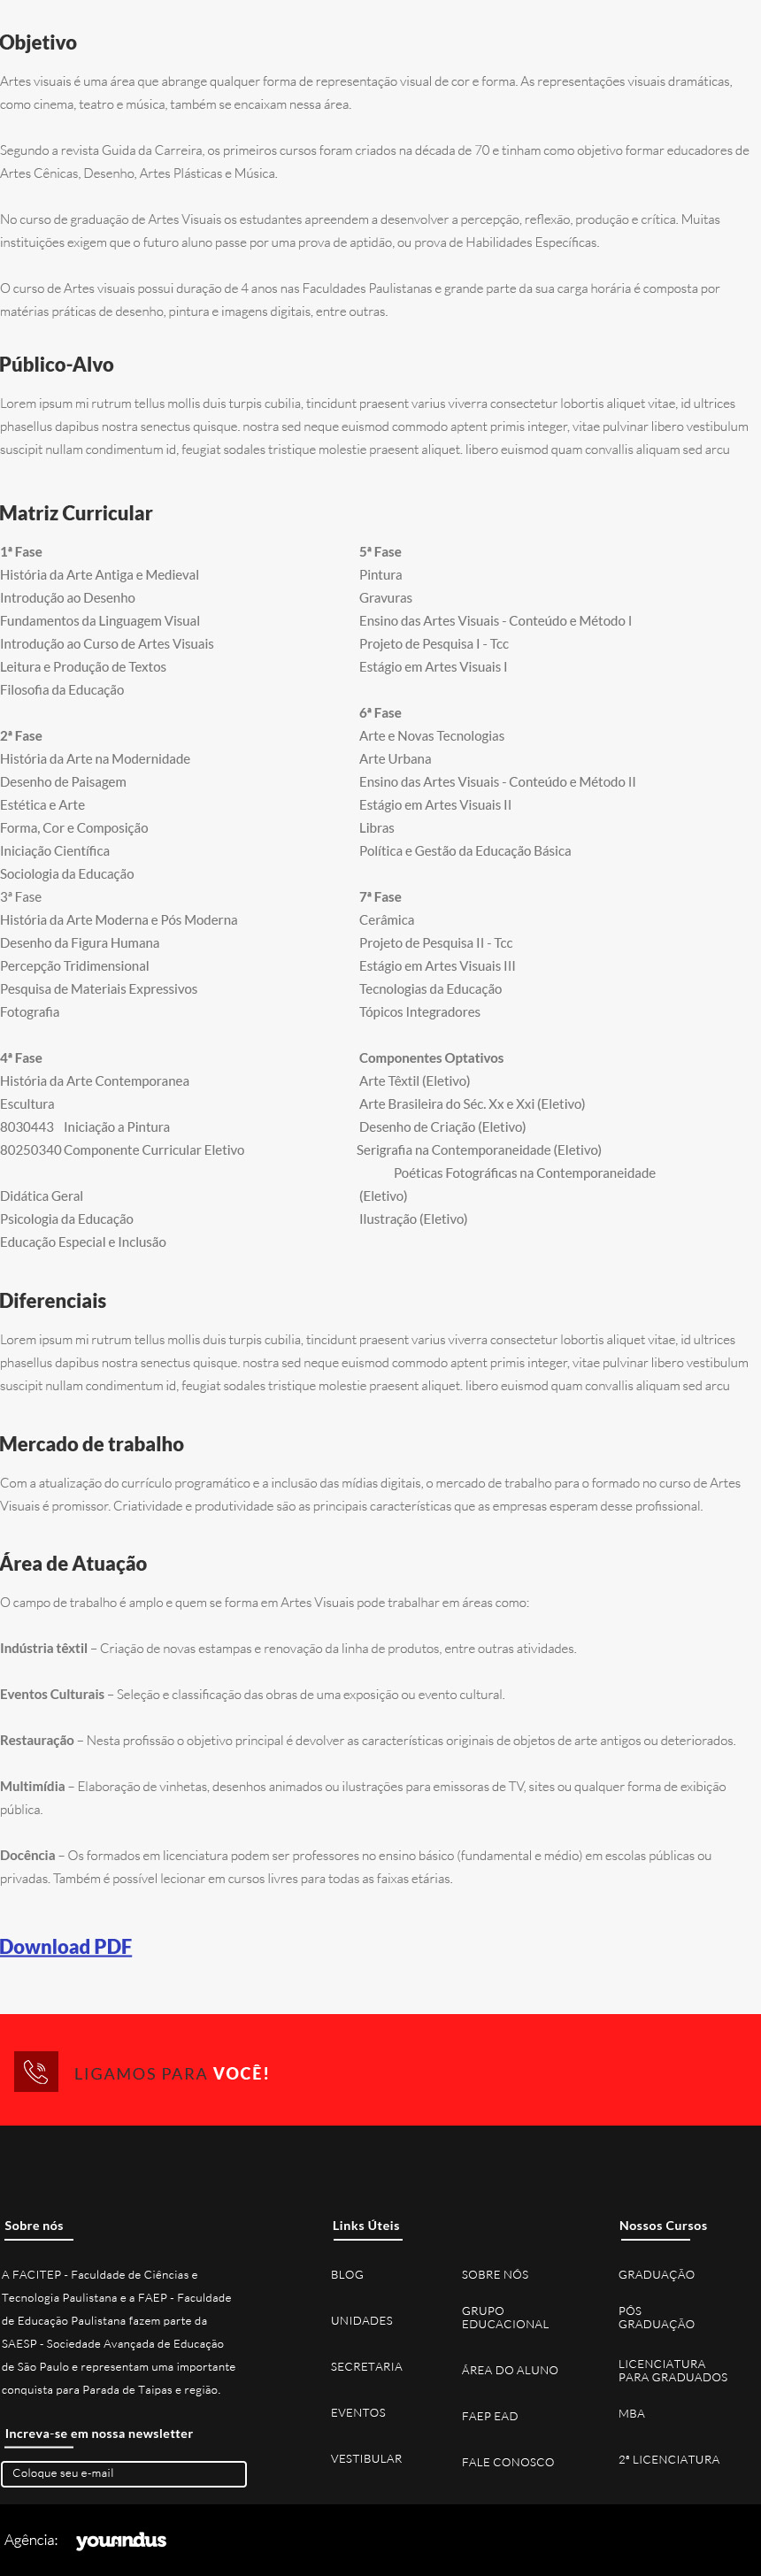 Objetivo
Artes visuais é uma área que abrange qualquer forma de representação visual de cor e forma. As representações visuais dramáticas,
como cinema, teatro e música, também se encaixam nessa área.
Segundo a revista Guida da Carreira, os primeiros cursos foram criados na década de 70 e tinham como objetivo formar educadores de
Artes Cênicas, Desenho, Artes Plásticas e Música.
No curso de graduação de Artes Visuais os estudantes apreendem a desenvolver a percepção, reflexão, produção e crítica. Muitas
instituições exigem que o futuro aluno passe por uma prova de aptidão, ou prova de Habilidades Específicas.
O curso de Artes visuais possui duração de 4 anos nas Faculdades Paulistanas e grande parte da sua carga horária é composta por
matérias práticas de desenho, pintura e imagens digitais, entre outras.
Público-Alvo
Lorem ipsum mi rutrum tellus mollis duis turpis cubilia, tincidunt praesent varius viverra consectetur lobortis aliquet vitae, id ultrices
phasellus dapibus nostra senectus quisque. nostra sed neque euismod commodo aptent primis integer, vitae pulvinar libero vestibulum
suscipit nullam condimentum id, feugiat sodales tristique molestie praesent aliquet. libero euismod quam convallis aliquam sed arcu
Matriz Curricular
1ª Fase
História da Arte Antiga e Medieval
Introdução ao Desenho
Fundamentos da Linguagem Visual
Introdução ao Curso de Artes Visuais
Leitura e Produção de Textos
Filosofia da Educação
2ª Fase
História da Arte na Modernidade
Desenho de Paisagem
Estética e Arte
Forma, Cor e Composição
Iniciação Científica
Sociologia da Educação
3ª Fase
História da Arte Moderna e Pós Moderna
Desenho da Figura Humana
Percepção Tridimensional
Pesquisa de Materiais Expressivos
Fotografia
4ª Fase
História da Arte Contemporanea
Escultura
8030443 Iniciação a Pintura
80250340 Componente Curricular Eletivo
Didática Geral
Psicologia da Educação
Educação Especial e Inclusão
5ª Fase
Pintura
Gravuras
Ensino das Artes Visuais - Conteúdo e Método I
Projeto de Pesquisa I - Tcc
Estágio em Artes Visuais I
6ª Fase
Arte e Novas Tecnologias
Arte Urbana
Ensino das Artes Visuais - Conteúdo e Método II
Estágio em Artes Visuais II
Libras
Política e Gestão da Educação Básica
7ª Fase
Cerâmica
Projeto de Pesquisa II - Tcc
Estágio em Artes Visuais III
Tecnologias da Educação
Tópicos Integradores
Componentes Optativos
Arte Têxtil (Eletivo)
Arte Brasileira do Séc. Xx e Xxi (Eletivo)
Desenho de Criação (Eletivo)
Serigrafia na Contemporaneidade (Eletivo)
Poéticas Fotográficas na Contemporaneidade
(Eletivo)
Ilustração (Eletivo)
Diferenciais
Lorem ipsum mi rutrum tellus mollis duis turpis cubilia, tincidunt praesent varius viverra consectetur lobortis aliquet vitae, id ultrices
phasellus dapibus nostra senectus quisque. nostra sed neque euismod commodo aptent primis integer, vitae pulvinar libero vestibulum
suscipit nullam condimentum id, feugiat sodales tristique molestie praesent aliquet. libero euismod quam convallis aliquam sed arcu
Mercado de trabalho
Com a atualização do currículo programático e a inclusão das mídias digitais, o mercado de trabalho para o formado no curso de Artes
Visuais é promissor. Criatividade e produtividade são as principais características que as empresas esperam desse profissional.
Área de Atuação
O campo de trabalho é amplo e quem se forma em Artes Visuais pode trabalhar em áreas como:
Indústria têxtil – Criação de novas estampas e renovação da linha de produtos, entre outras atividades.
Eventos Culturais – Seleção e classificação das obras de uma exposição ou evento cultural.
Restauração – Nesta profissão o objetivo principal é devolver as características originais de objetos de arte antigos ou deteriorados.
Multimídia – Elaboração de vinhetas, desenhos animados ou ilustrações para emissoras de TV, sites ou qualquer forma de exibição
pública.
Docência – Os formados em licenciatura podem ser professores no ensino básico (fundamental e médio) em escolas públicas ou
privadas. Também é possível lecionar em cursos livres para todas as faixas etárias.
Download PDF
LIGAMOS PARA VOCÊ!
Sobre nós
A FACITEP - Faculdade de Ciências e
Tecnologia Paulistana e a FAEP - Faculdade
de Educação Paulistana fazem parte da
SAESP - Sociedade Avançada de Educação
de São Paulo e representam uma importante
conquista para Parada de Taipas e região.
Increva-se em nossa newsletter
Coloque seu e-mail
Links Úteis
BLOG
UNIDADES
SECRETARIA
EVENTOS
VESTIBULAR
SOBRE NÓS
GRUPO
EDUCACIONAL
ÁREA DO ALUNO
FAEP EAD
FALE CONOSCO
Nossos Cursos
GRADUAÇÃO
PÓS
GRADUAÇÃO
LICENCIATURA
PARA GRADUADOS
MBA
2ª LICENCIATURA
Agência: youandus